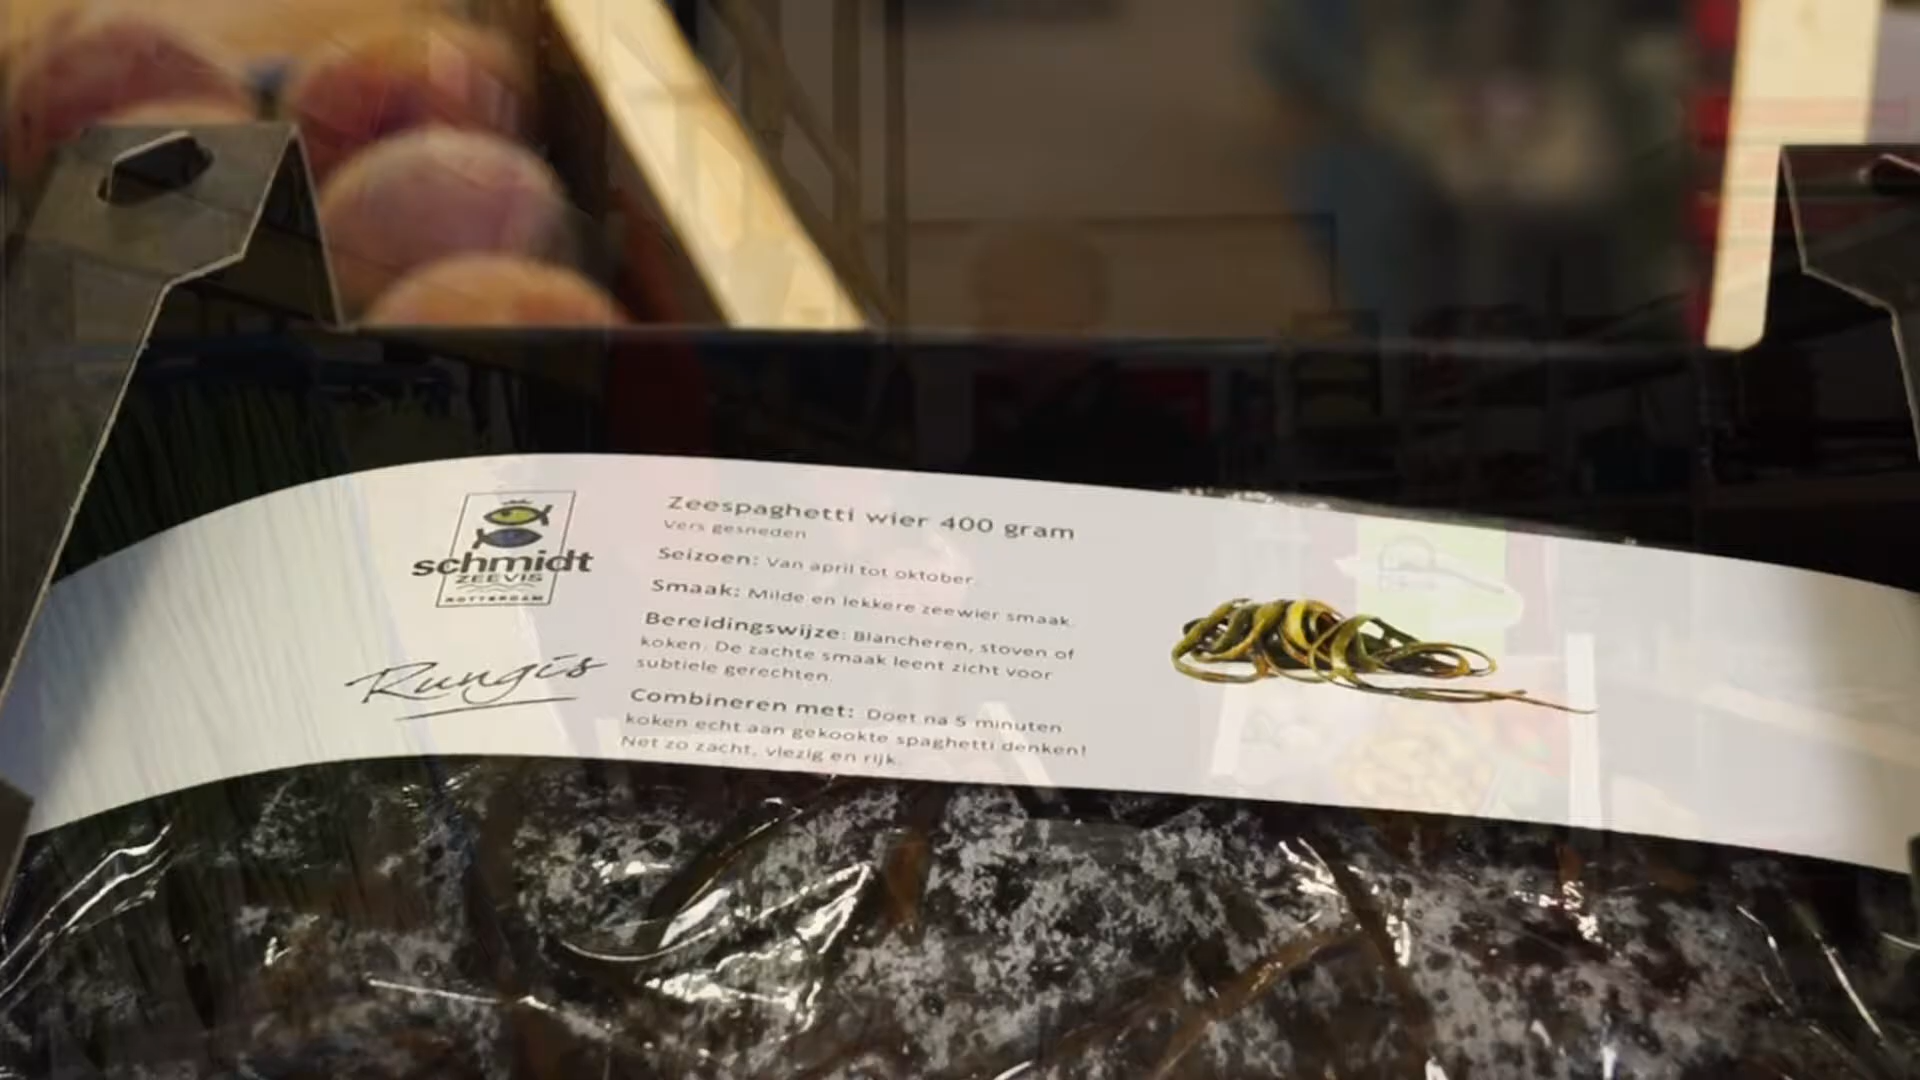 schmidt
ZEEVIS
ROTTERDAM
Rungis
Zeespaghetti wier 400 gram
Vers gesneden
Seizoen: Van april tot oktober.
Smaak: Milde en lekkere zeewier smaak.
Bereidingswijze: Blancheren, stoven of
koken. De zachte smaak leent zicht voor
subtiele gerechten.
Combineren met: Doet na 5 minuten
koken echt aan gekookte spaghetti denken!
Net zo zacht, vlezig en rijk.